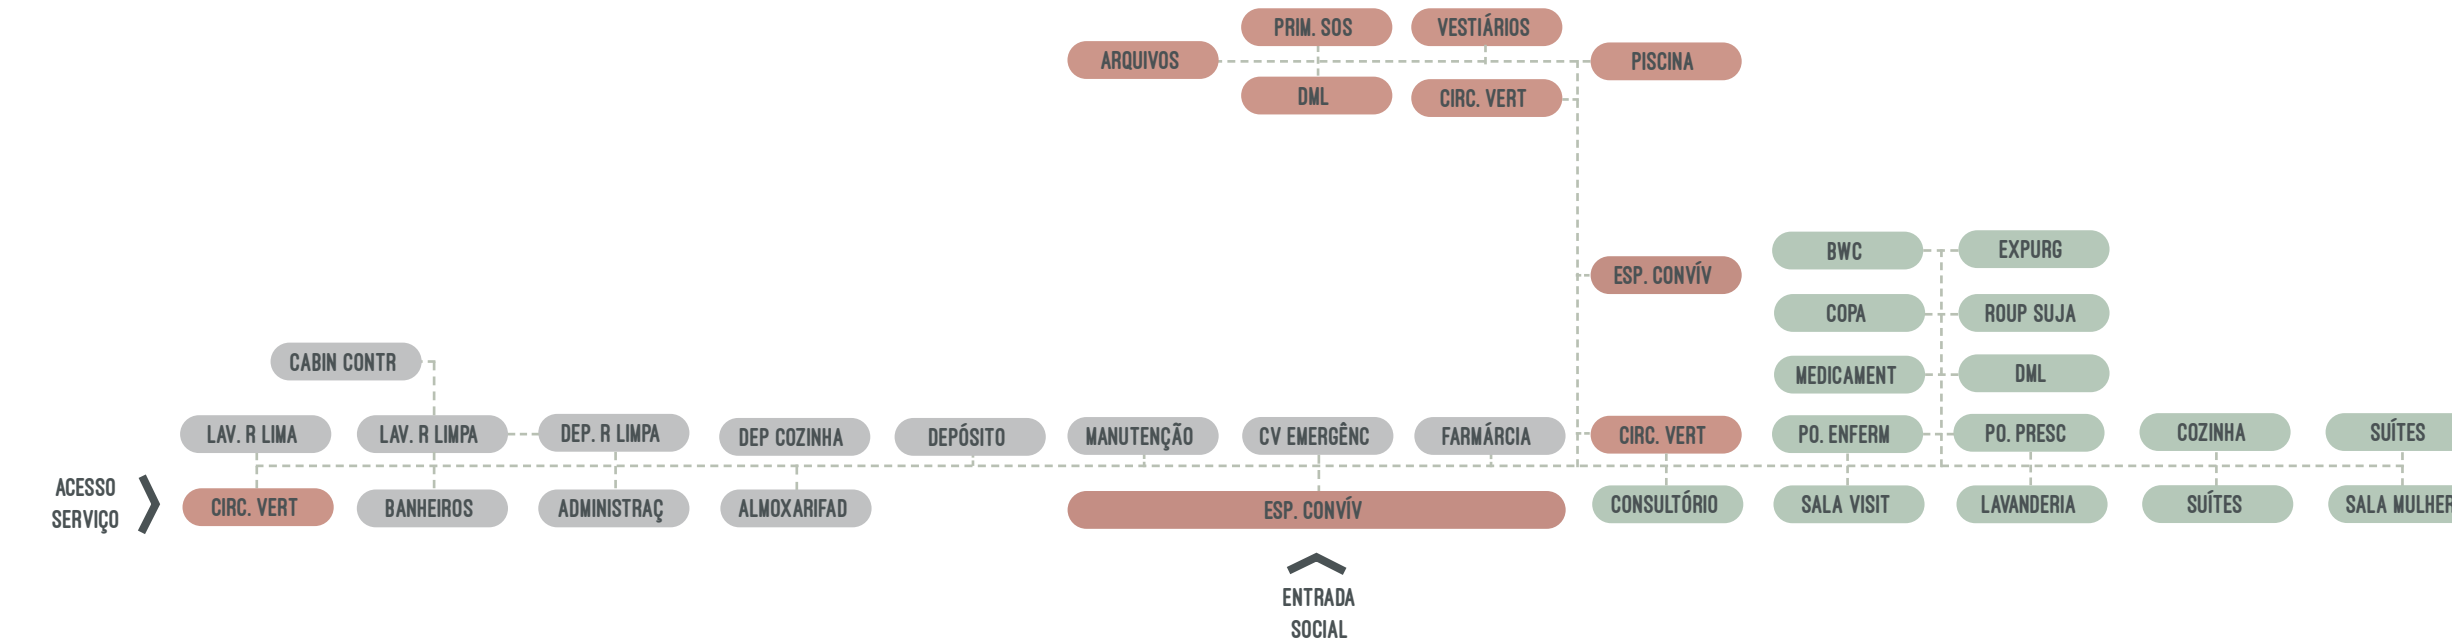 PRIM. SOS
VESTIÁRIOS
ARQUIVOS
PISCINA
DML
CIRC. VERT
ESP. CONVÍV
BWC
EXPURG
COPA
ROUP SUJA
CABIN CONTR
MEDICAMENT
DML
LAV. R LIMA
LAV. R LIMPA
DEP. R LIMPA
DEP COZINHA
DEPÓSITO
MANUTENÇÃO
CV EMERGÊNC
FARMÁRCIA
CIRC. VERT
PO. ENFERM
PO. PRESC
COZINHA
SUÍTES
ACESSO
SERVIÇO
CIRC. VERT
BANHEIROS
ADMINISTRAÇ
ALMOXARIFAD
ESP. CONVÍV
CONSULTÓRIO
SALA VISIT
LAVANDERIA
SUÍTES
SALA MULHER
ENTRADA
SOCIAL